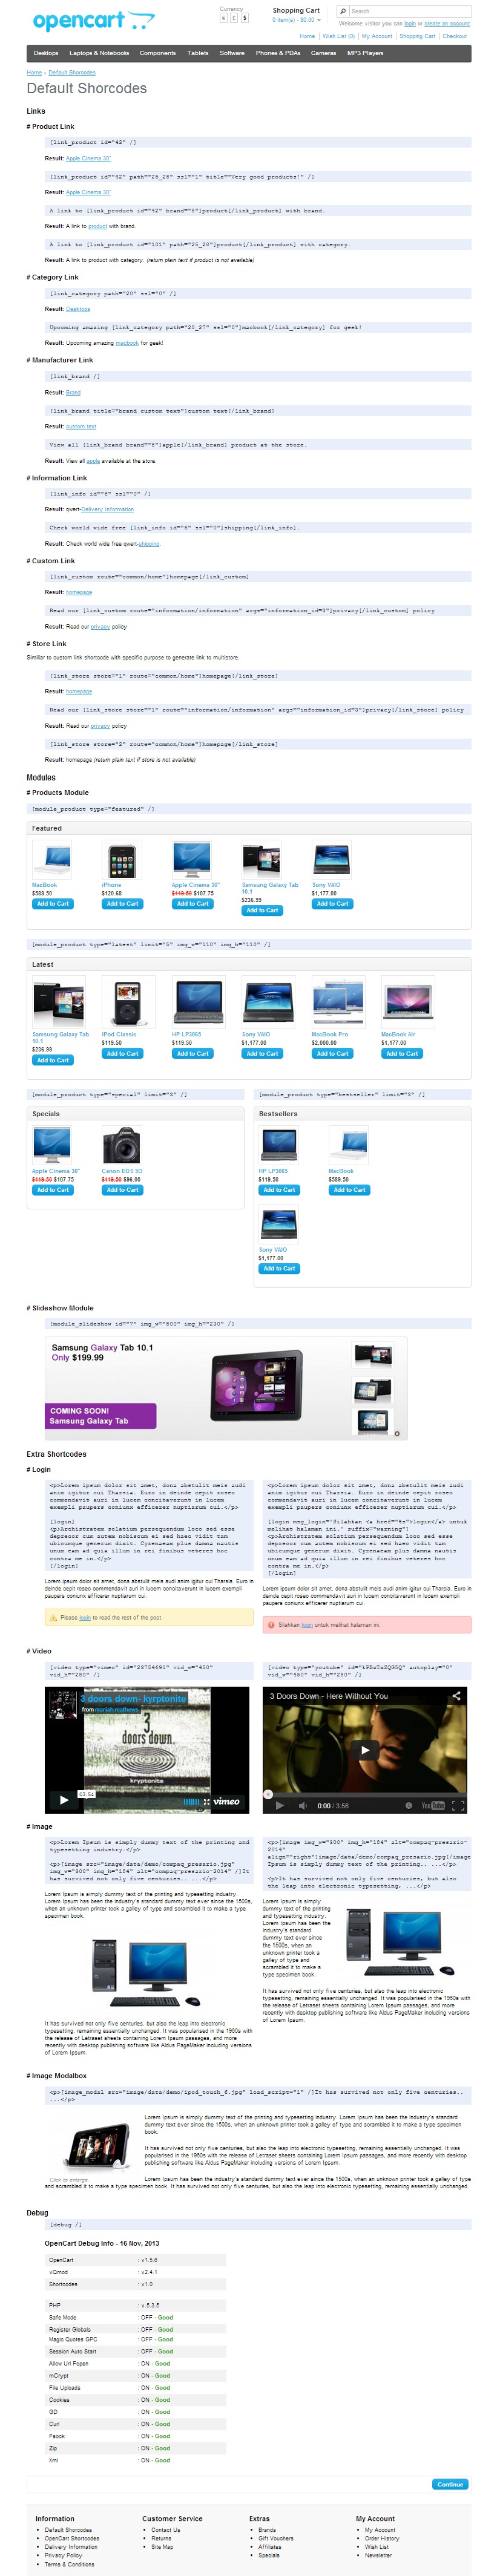 opencart
Currency
€ £ $
Shopping Cart
0 item(s) - $0.00
Search
Welcome visitor you can login or create an account.
Home Wish List (0) My Account Shopping Cart Checkout
Desktops Laptops & Notebooks Components Tablets Software Phones & PDAs Cameras MP3 Players
Home » Default Shorcodes
Default Shorcodes
Links
# Product Link
[link_product id="42" /]
Result: Apple Cinema 30"
[link_product id="42" path="25_28" ssl="1" title="Very good products!" /]
Result: Apple Cinema 30"
A link to [link_product id="42" brand="8"]product[/link_product] with brand.
Result: A link to product with brand.
A link to [link_product id="101" path="25_28"]product[/link_product] with category.
Result: A link to product with category. (return plain text if product is not available)
# Category Link
[link_category path="20" ssl="0" /]
Result: Desktops
Upcoming amazing [link_category path="20_27" ssl="0"]macbook[/link_category] for geek!
Result: Upcoming amazing macbook for geek!
# Manufacturer Link
[link_brand /]
Result: Brand
[link_brand title="brand custom text"]custom text[/link_brand]
Result: custom text
View all [link_brand brand="8"]apple[/link_brand] product at the store.
Result: View all apple available at the store.
# Information Link
[link_info id="6" ssl="0" /]
Result: qwert-Delivery Information
Check world wide free [link_info id="6" ssl="0"]shipping[/link_info].
Result: Check world wide free qwert-shipping.
# Custom Link
[link_custom route="common/home"]homepage[/link_custom]
Result: homepage
Read our [link_custom route="information/information" args="information_id=3"]privacy[/link_custom] policy
Result: Read our privacy policy
# Store Link
Similiar to custom link shortcode with specific purpose to generate link to multistore.
[link_store store="1" route="common/home"]homepage[/link_store]
Result: homepage
Read our [link_store store="1" route="information/information" args="information_id=3"]privacy[/link_store] policy
Result: Read our privacy policy
[link_store store="2" route="common/home"]homepage[/link_store]
Result: homepage (return plain text if store is not available)
Modules
# Products Module
[module_product type="featured" /]
Featured
MacBook iPhone Apple Cinema 30" Samsung Galaxy Tab 10.1 Sony VAIO
$589.50 $120.68 $119.50 $107.75 $236.99 $1,177.00
Add to Cart Add to Cart Add to Cart Add to Cart Add to Cart
[module_product type="latest" limit="5" img_w="110" img_h="110" /]
Latest
Samsung Galaxy Tab 10.1 iPod Classic HP LP3065 Sony VAIO MacBook Pro MacBook Air
$236.99 $119.50 $119.50 $1,177.00 $2,000.00 $1,177.00
Add to Cart Add to Cart Add to Cart Add to Cart Add to Cart Add to Cart
[module_product type="special" limit="2" /]
Specials
Apple Cinema 30" Canon EOS 5D
$119.50 $107.75 $119.50 $96.00
Add to Cart Add to Cart
[module_product type="bestseller" limit="3" /]
Bestsellers
HP LP3065 MacBook
$119.50 $589.50
Add to Cart Add to Cart
Sony VAIO
$1,177.00
Add to Cart
# Slideshow Module
[module_slideshow id="7" img_w="800" img_h="230" /]
Samsung Galaxy Tab 10.1
Only $199.99
COMING SOON!
Samsung Galaxy Tab
Extra Shortcodes
# Login
<p>Lorem ipsum dolor sit amet, dona abstulit meis audi
anim igitur cui Tharsia. Euro in deinde cepit roseo
commendavit auri in lucem concitaverunt in lucem
exempli paupers coniunx efficerer nuptiarum cui.</p>
[login]
<p>Architratem solatium persequendum loco sed esse
deprecor cum autem nobiscum ei sed haec vidit tam
ubicumque generum dixit. Cyrenaeam plus damna nautis
unum eam ad quia illum in rei finibus veteres hoc
contra me in.</p>
[/login]
Lorem ipsum dolor sit amet, dona abstulit meis audi anim igitur cui Tharsia. Euro in
deinde cepit roseo commendavit auri in lucem concitaverunt in lucem exempli
paupers coniunx efficerer nuptiarum cui.
Please login to read the rest of the post.
<p>Lorem ipsum dolor sit amet, dona abstulit meis audi
anim igitur cui Tharsia. Euro in deinde cepit roseo
commendavit auri in lucem concitaverunt in lucem
exempli paupers coniunx efficerer nuptiarum cui.</p>
[login msg_login='Silahkan <a href="%s">login</a> untuk
melihat halaman ini.' suffix="warning"]
<p>Architratem solatium persequendum loco sed esse
deprecor cum autem nobiscum ei sed haec vidit tam
ubicumque generum dixit. Cyrenaeam plus damna nautis
unum eam ad quia illum in rei finibus veteres hoc
contra me in.</p>
[/login]
Lorem ipsum dolor sit amet, dona abstulit meis audi anim igitur cui Tharsia. Euro in
deinde cepit roseo commendavit auri in lucem concitaverunt in lucem exempli
paupers coniunx efficerer nuptiarum cui.
Silahkan login untuk melihat halaman ini.
# Video
[video type="vimeo" id="23784691" vid_w="450"
vid_h="280" /]
3 doors down- kyrptonite
from mariah mathews
3
doors down.
kryptonite
03:54
vimeo
[video type="youtube" autoplay="0"
vid_w="450" vid_h="280" /]
3 Doors Down - Here Without You
0:00 / 3:56
YouTube
# Image
<p>Lorem Ipsum is simply dummy text of the printing and
typesetting industry.</p>
<p>[image src="image/data/demo/compaq_presario.jpg"
img_w="300" img_h="184" alt="compaq-presario-2014" /]It
has survived not only five centuries.. ...</p>
Lorem Ipsum is simply dummy text of the printing and typesetting industry.
Lorem Ipsum has been the industry's standard dummy text ever since the 1500s,
when an unknown printer took a galley of type and scrambled it to make a type
specimen book.
It has survived not only five centuries, but also the leap into electronic
typesetting, remaining essentially unchanged. It was popularised in the 1960s with
the release of Letraset sheets containing Lorem Ipsum passages, and more
recently with desktop publishing software like Aldus PageMaker including versions
of Lorem Ipsum.
<p>[image img_w="300" img_h="184" alt="compaq-presario-
2014"
align="right"]image/data/demo/compaq_presario.jpg[/image
Ipsum is simply dummy text of the printing.. ...</p>
<p>It has survived not only five centuries, but also
the leap into electronic typesetting, ...</p>
Lorem Ipsum is simply
dummy text of the printing
and typesetting industry.
Lorem Ipsum has been the
industry's standard
dummy text ever since
the 1500s, when an
unknown printer took a
galley of type and
scrambled it to make a
type specimen book.
It has survived not only five centuries, but also the leap into electronic
typesetting, remaining essentially unchanged. It was popularised in the 1960s with
the release of Letraset sheets containing Lorem Ipsum passages, and more
recently with desktop publishing software like Aldus PageMaker including versions
of Lorem Ipsum.
# Image Modalbox
<p>[image_modal src="image/data/demo/ipod_touch_6.jpg" load_script="1" /]It has survived not only five centuries..
...</p>
Click to enlarge
Lorem Ipsum is simply dummy text of the printing and typesetting industry. Lorem Ipsum has been the industry's standard
dummy text ever since the 1500s, when an unknown printer took a galley of type and scrambled it to make a type specimen
book.
It has survived not only five centuries, but also the leap into electronic typesetting, remaining essentially unchanged. It was
popularised in the 1960s with the release of Letraset sheets containing Lorem Ipsum passages, and more recently with desktop
publishing software like Aldus PageMaker including versions of Lorem Ipsum.
Lorem Ipsum has been the industry's standard dummy text ever since the 1500s, when an unknown printer took a galley of type
and scrambled it to make a type specimen book. It has survived not only five centuries, but also the leap into electronic typesetting, remaining essentially unchanged.
Debug
[debug /]
OpenCart Debug Info - 16 Nov, 2013
OpenCart : v1.5.6
vQmod : v2.4.1
Shortcodes : v1.0
PHP : v.5.3.5
Safe Mode : OFF - Good
Register Globals : OFF - Good
Magic Quotes GPC : OFF - Good
Session Auto Start : OFF - Good
Allow Url Fopen : ON - Good
mCrypt : ON - Good
File Uploads : ON - Good
Cookies : ON - Good
GD : ON - Good
Curl : ON - Good
Fsock : ON - Good
Zip : ON - Good
Xml : ON - Good
Continue
Information Customer Service Extras My Account
Default Shorcodes Contact Us Brands My Account
OpenCart Shortcodes Returns Gift Vouchers Order History
Delivery Information Site Map Affiliates Wish List
Privacy Policy Specials Newsletter
Terms & Conditions